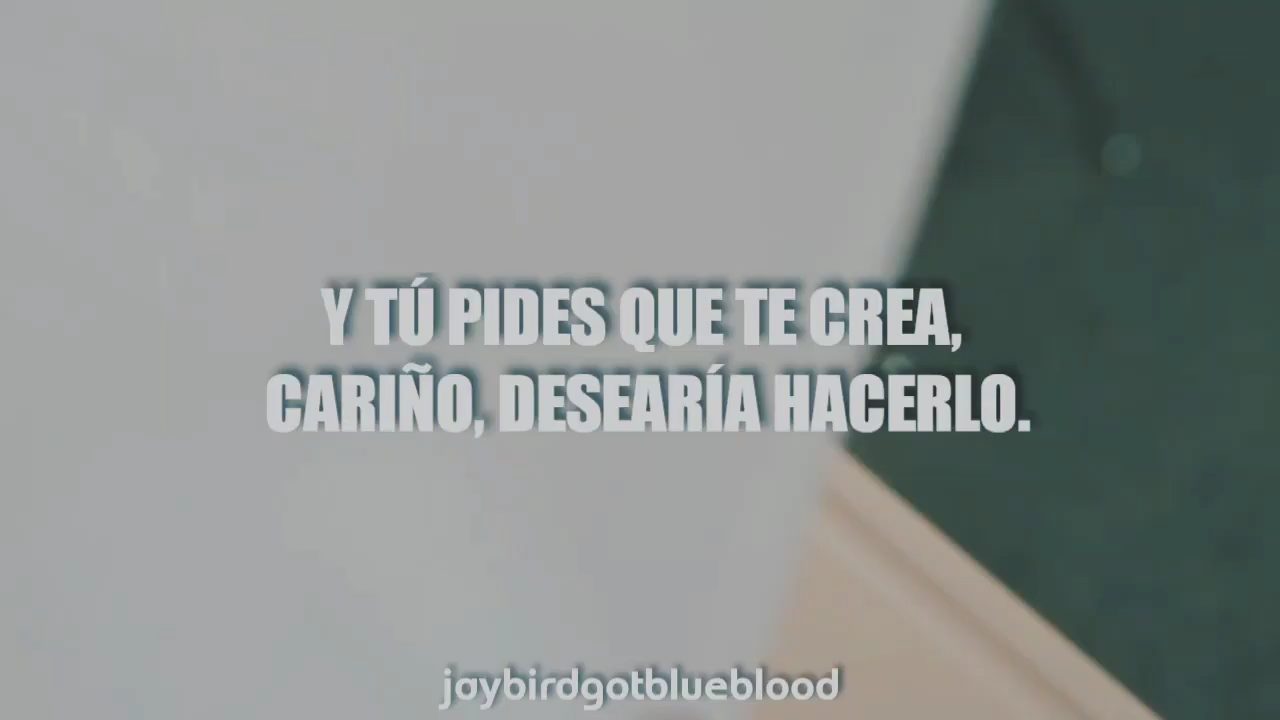 Y TÚ PIDES QUE TE CREA,
CARIÑO, DESEARÍA HACERLO.
joybirdgotblueblood